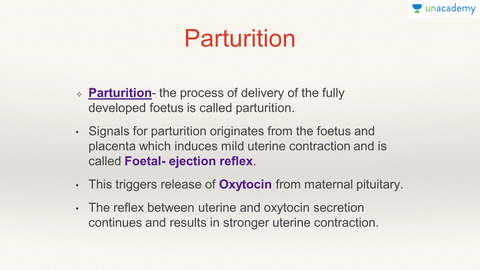 unacademy
Parturition
❖ Parturition- the process of delivery of the fully
developed foetus is called parturition.
• Signals for parturition originates from the foetus and
placenta which induces mild uterine contraction and is
called Foetal- ejection reflex.
• This triggers release of Oxytocin from maternal pituitary.
• The reflex between uterine and oxytocin secretion
continues and results in stronger uterine contraction.